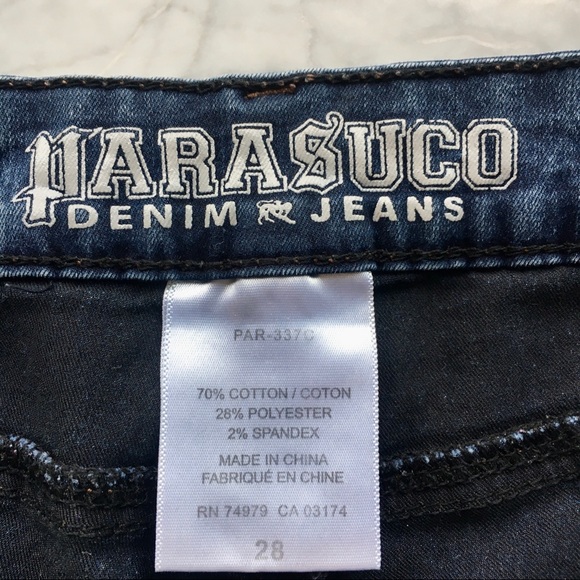 PARASUCO
DENIM JEANS
PAR-337C
70% COTTON / COTON
28% POLYESTER
2% SPANDEX
MADE IN CHINA
FABRIQUÉ EN CHINE
RN 74979 CA 03174
28